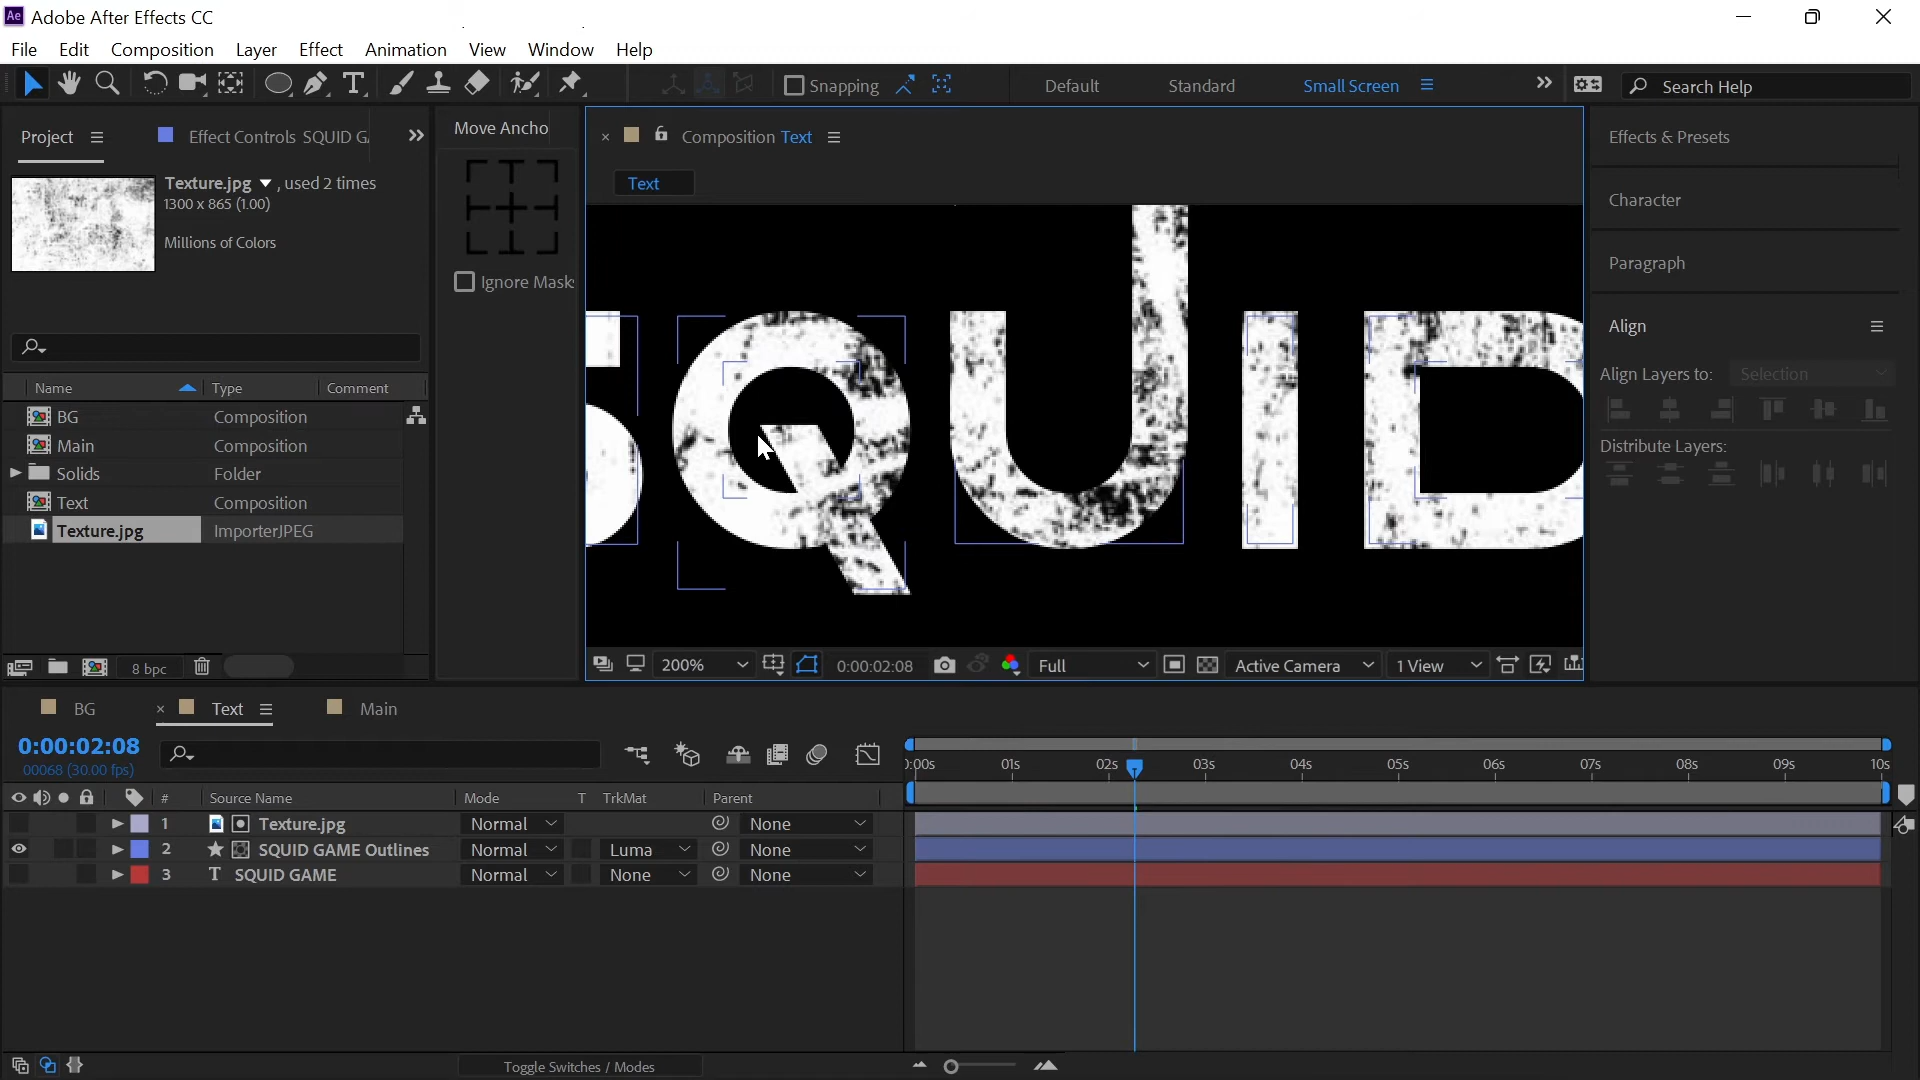 Ae Adobe After Effects CC
File Edit Composition Layer Effect Animation View Window Help
Snapping Default Standard Small Screen Search Help
Project Effect Controls SQUID GA
Texture.jpg , used 2 times
1300 x 865 (1.00)
Millions of Colors
Name Type Comment
BG Composition
Main Composition
Solids Folder
Text Composition
Texture.jpg ImporterJPEG
8 bpc
Move Ancho
Ignore Mask
Composition Text
Text
SQUID
200% 0:00:02:08 Full Active Camera 1 View
Effects & Presets
Character
Paragraph
Align
Align Layers to: Selection
Distribute Layers:
BG Text Main
0:00:02:08
00068 (30.00 fps)
:00s 01s 02s 03s 04s 05s 06s 07s 08s 09s 10s
# Source Name Mode T TrkMat Parent
1 Texture.jpg Normal None
2 SQUID GAME Outlines Normal Luma None
3 T SQUID GAME Normal None None
Toggle Switches / Modes